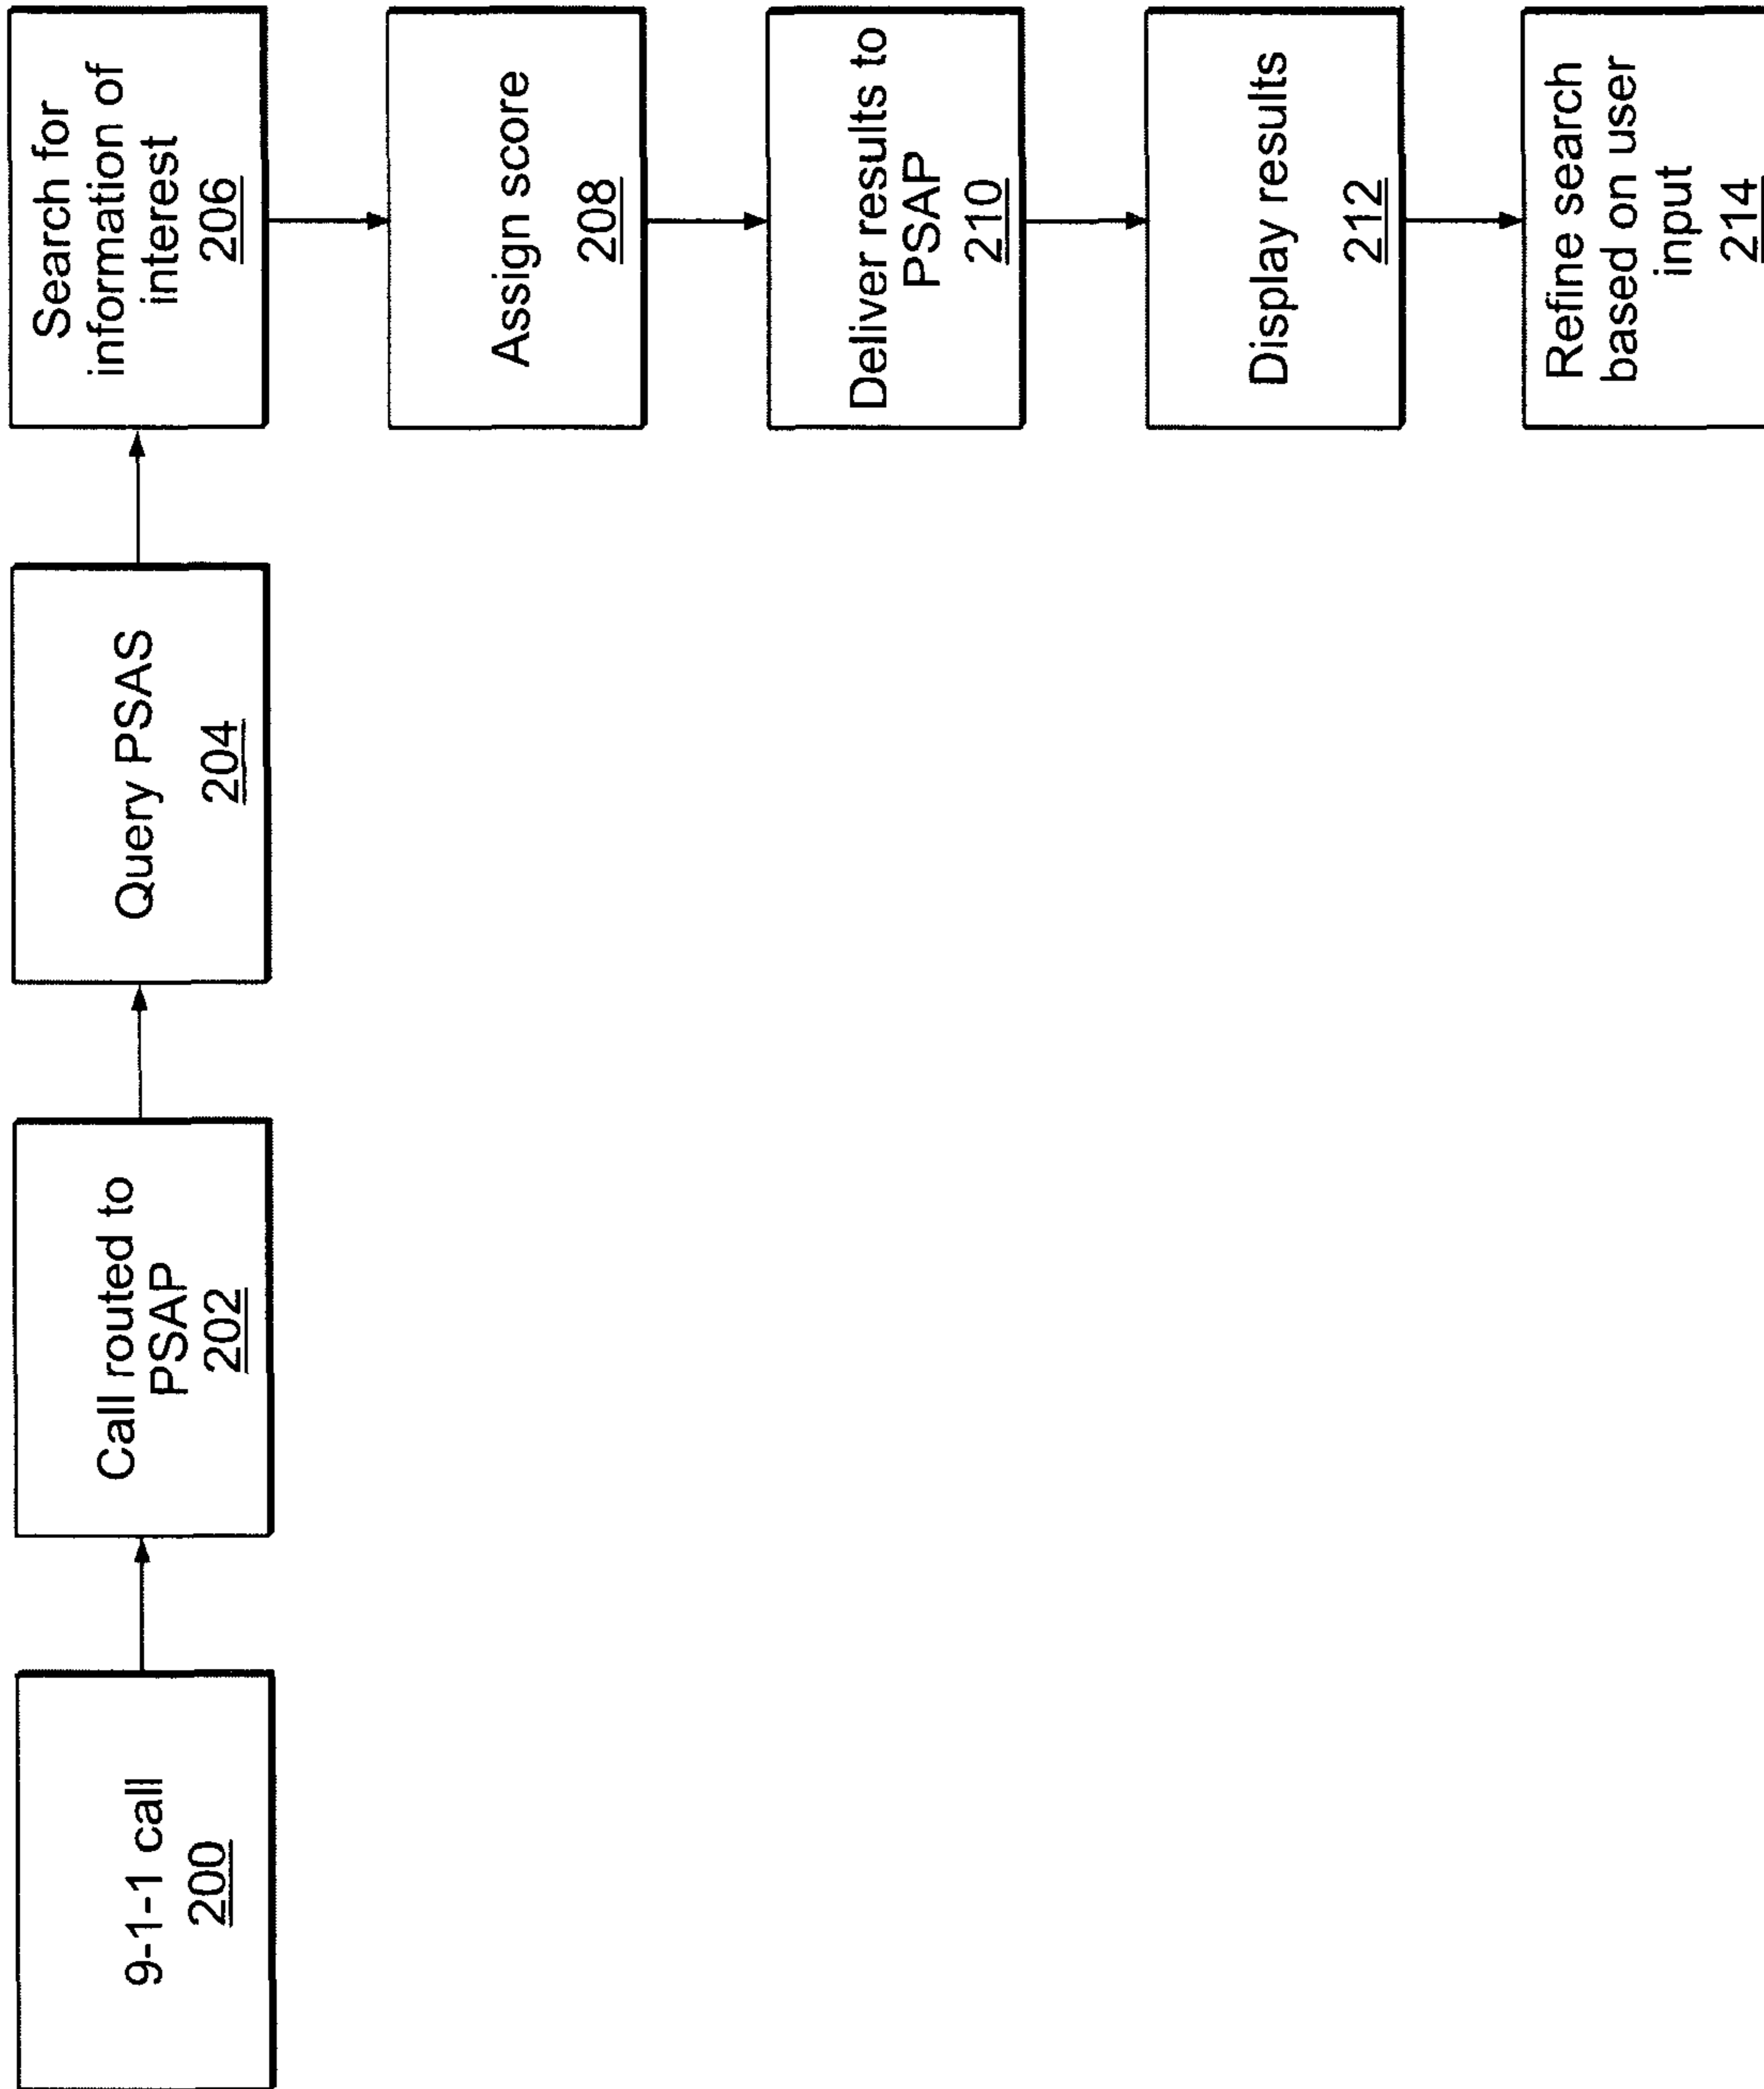 9-1-1 call
200
Call routed to
PSAP
202
Query PSAS
204
Search for
information of
interest
206
Assign score
208
Deliver results to
PSAP
210
Display results
212
Refine search
based on user
input
214